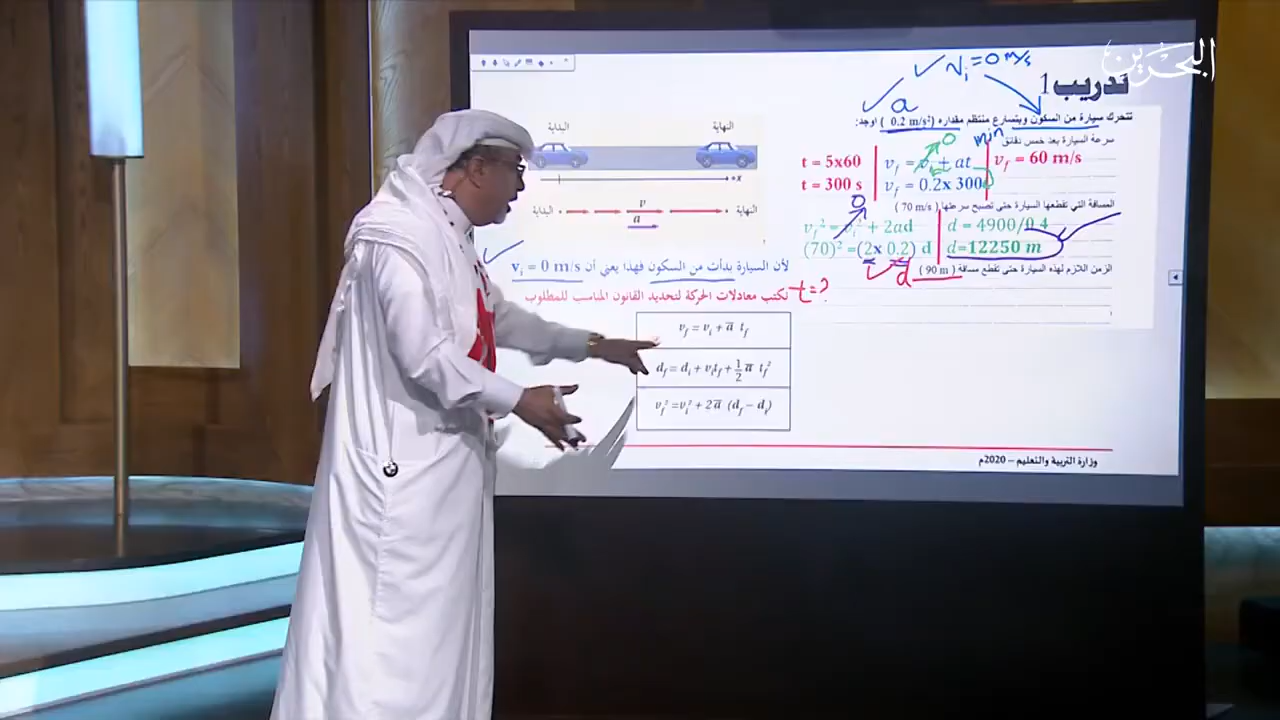 البحرين
تدريب 1
✓ Vi = 0 m/s
✓ a
تتحرك سيارة من السكون وبتسارع منتظم مقداره ( 0.2 m/s² ) اوجد:
سرعة السيارة بعد خمس دقائق
min
0
t = 5x60
t = 300 s
vf = vi + at
vf = 0.2x 300
vf = 60 m/s
المسافة التي تقطعها السيارة حتى تصبح سرعتها ( 70 m/s )
0
vf² = vi² + 2ad
(70)² =(2x 0.2) d
d = 4900/0.4
d=12250 m
الزمن اللازم لهذه السيارة حتى تقطع مسافة ( 90 m )
✓ d
t = ?
البداية
النهاية
+x
v
a
البداية
النهاية
لأن السيارة بدأت من السكون فهذا يعني أن vi = 0 m/s ✓
نكتب معادلات الحركة لتحديد القانون المناسب للمطلوب
vf = vi + a tf
df = di + vi tf + 1/2 a tf²
vf² = vi² + 2a (df – di)
وزارة التربية والتعليم – 2020م